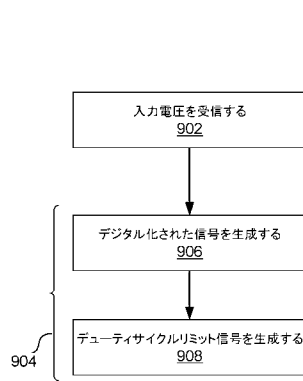 入力電圧を受信する
902
デジタル化された信号を生成する
906
デューティサイクルリミット信号を生成する
908
904